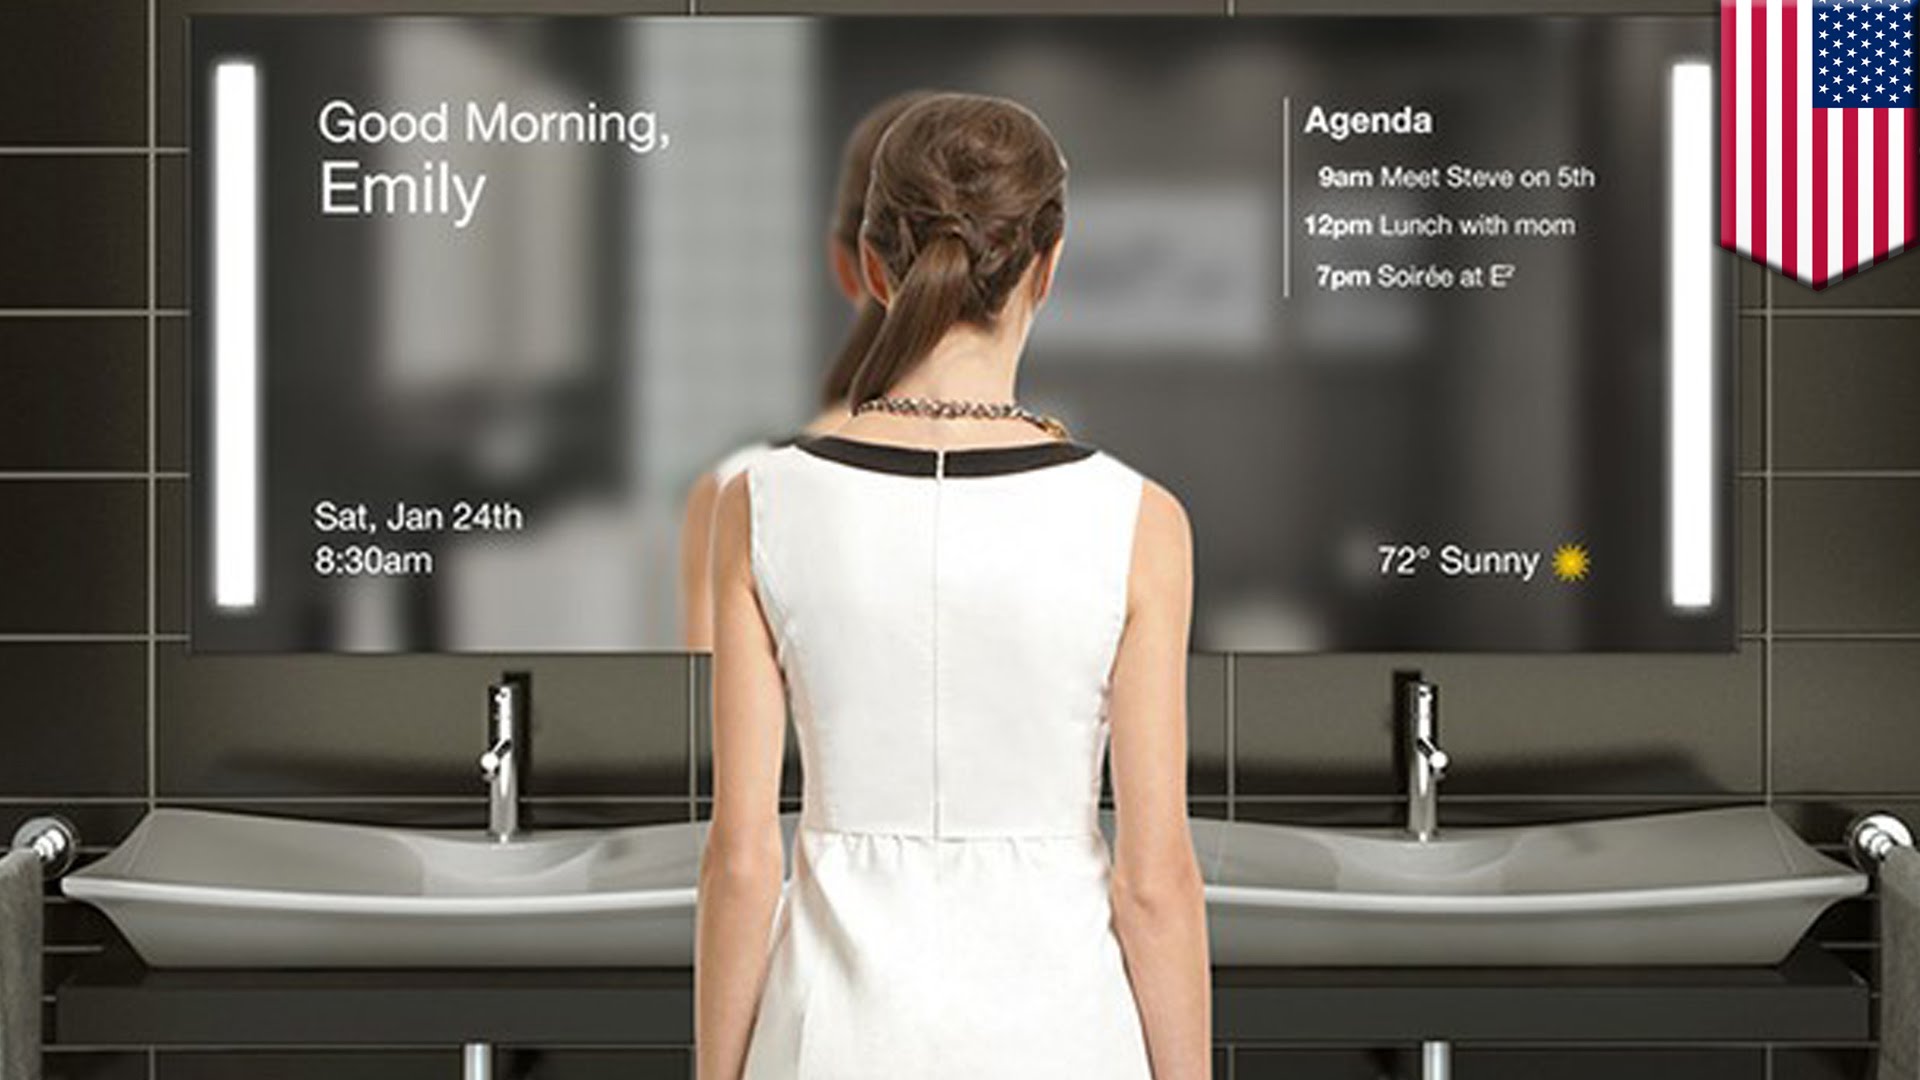 Good Morning,
Emily
Sat, Jan 24th
8:30am
Agenda
9am Meet Steve on 5th
12pm Lunch with mom
7pm Soirée at E²
72° Sunny